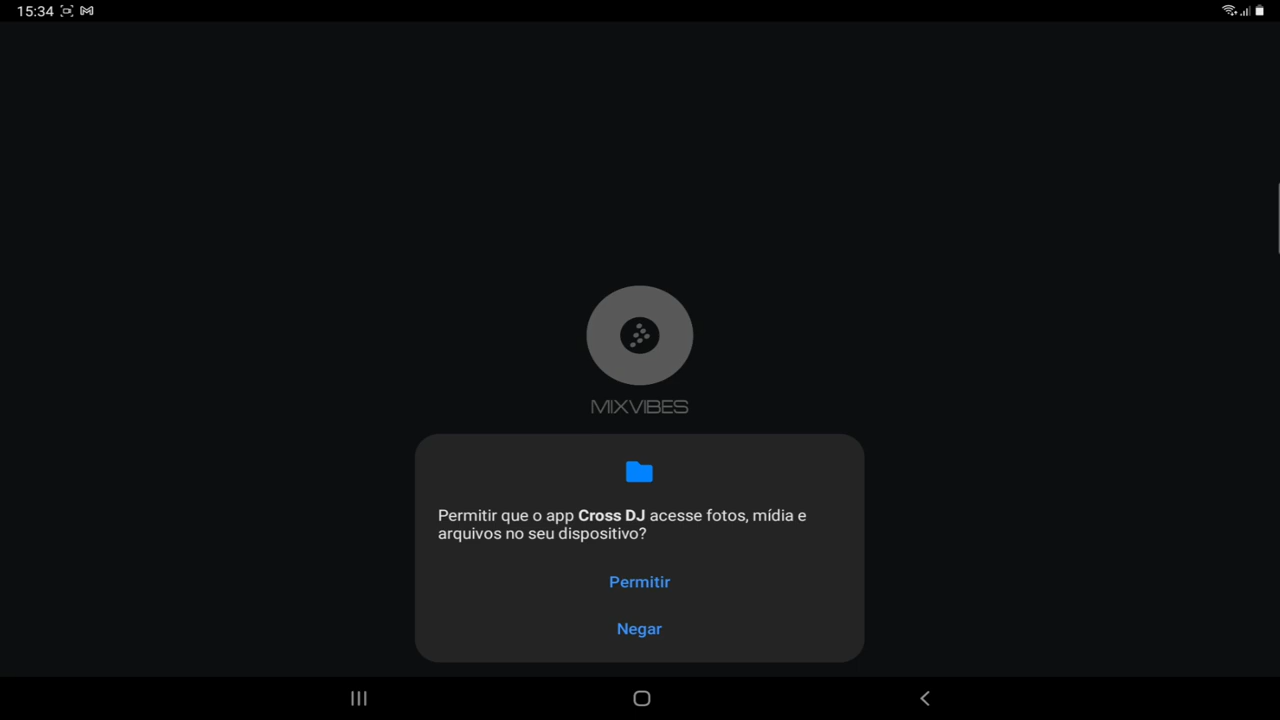 15:34
MIXVIBES
Permitir que o app Cross DJ acesse fotos, mídia e
arquivos no seu dispositivo?
Permitir
Negar